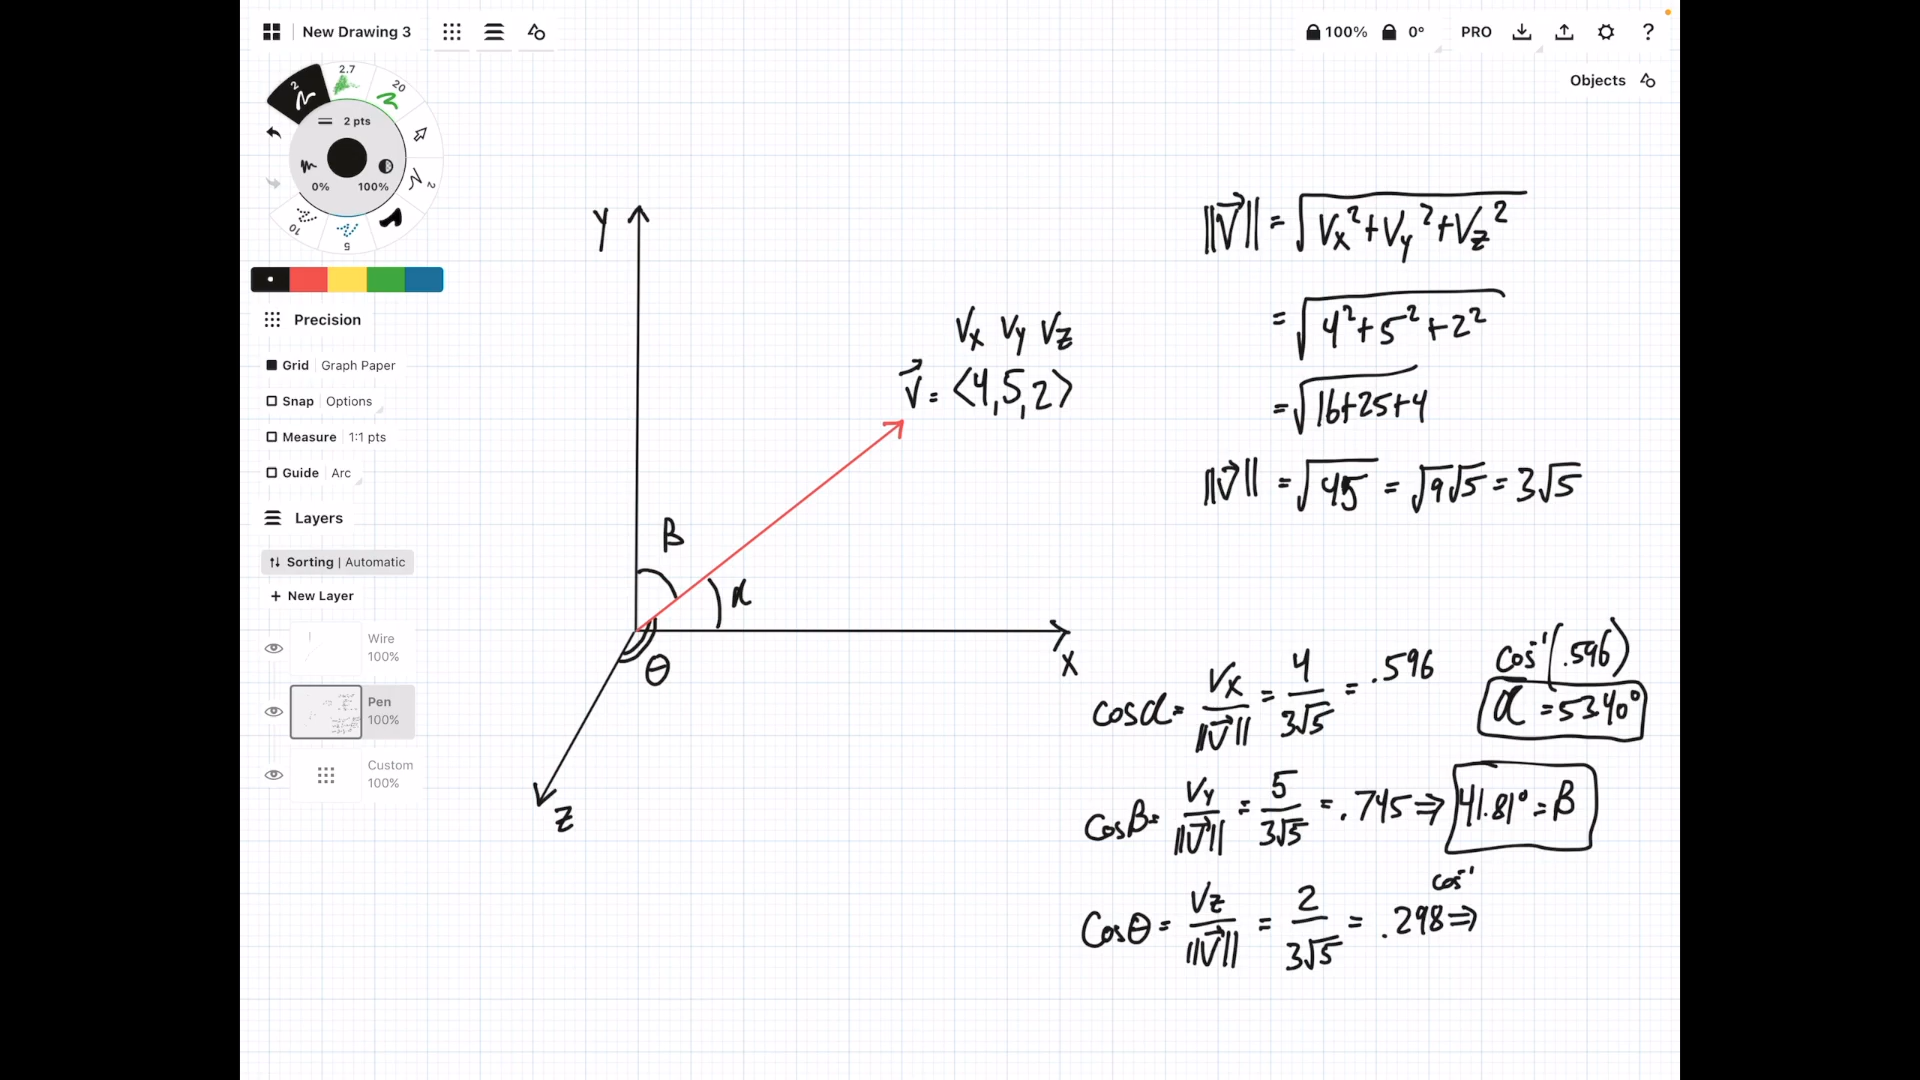 New Drawing 3
100% 0° PRO ?
Objects
2 2.7 20
2 pts
0% 100%
2
10 5
Precision
Grid Graph Paper
Snap Options
Measure 1:1 pts
Guide Arc
Layers
Sorting | Automatic
+ New Layer
Wire
100%
Pen
100%
Custom
100%
y
x
z
β
α
θ
Vx Vy Vz
V⃗ = ⟨4,5,2⟩
||V⃗|| = √(Vx² + Vy² + Vz²)
= √(4² + 5² + 2²)
= √(16+25+4)
||V⃗|| = √45 = √9√5 = 3√5
cos⁻¹(.596)
cosα = Vx/||V⃗|| = 4/3√5 = .596
α = 53.40°
cosβ = Vy/||V⃗|| = 5/3√5 = .745 ⇒ 41.81° = β
cos⁻¹
Cosθ = Vz/||V⃗|| = 2/3√5 = .298 ⇒